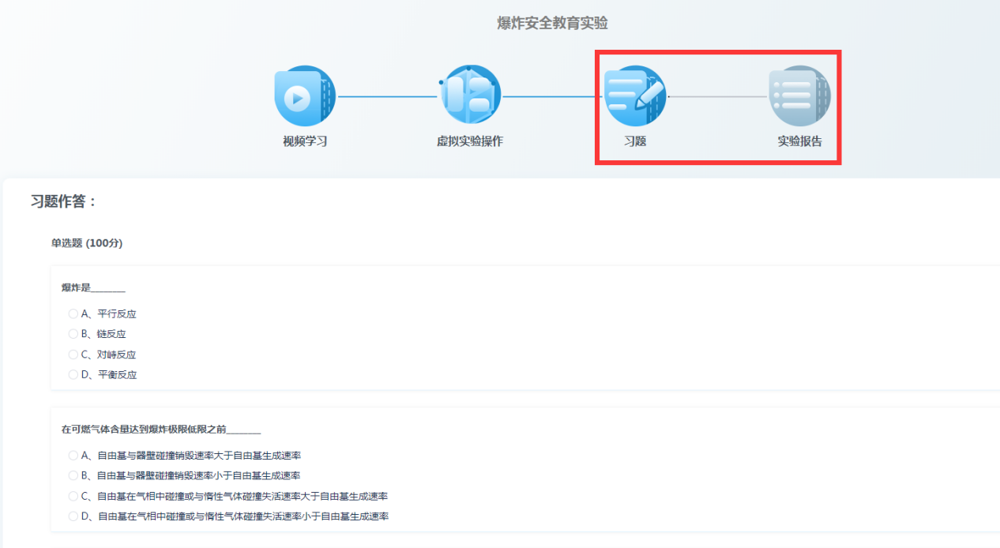 爆炸安全教育实验
视频学习
虚拟实验操作
习题
实验报告
习题作答：
单选题 (100分)
爆炸是_______
A、平行反应
B、链反应
C、对峙反应
D、平衡反应
在可燃气体含量达到爆炸极限低限之前_______
A、自由基与器壁碰撞销毁速率大于自由基生成速率
B、自由基与器壁碰撞销毁速率小于自由基生成速率
C、自由基在气相中碰撞或与惰性气体碰撞失活速率大于自由基生成速率
D、自由基在气相中碰撞或与惰性气体碰撞失活速率小于自由基生成速率